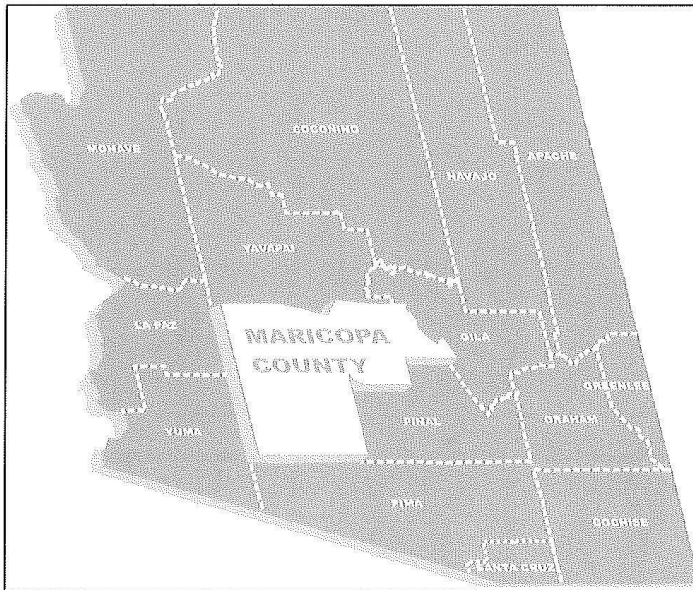 COCONINO
MOHAVE
APACHE
NAVAJO
YAVAPAI
LA PAZ
MARICOPA
COUNTY
GILA
GREENLEE
PINAL
GRAHAM
YUMA
PIMA
COCHISE
SANTA CRUZ